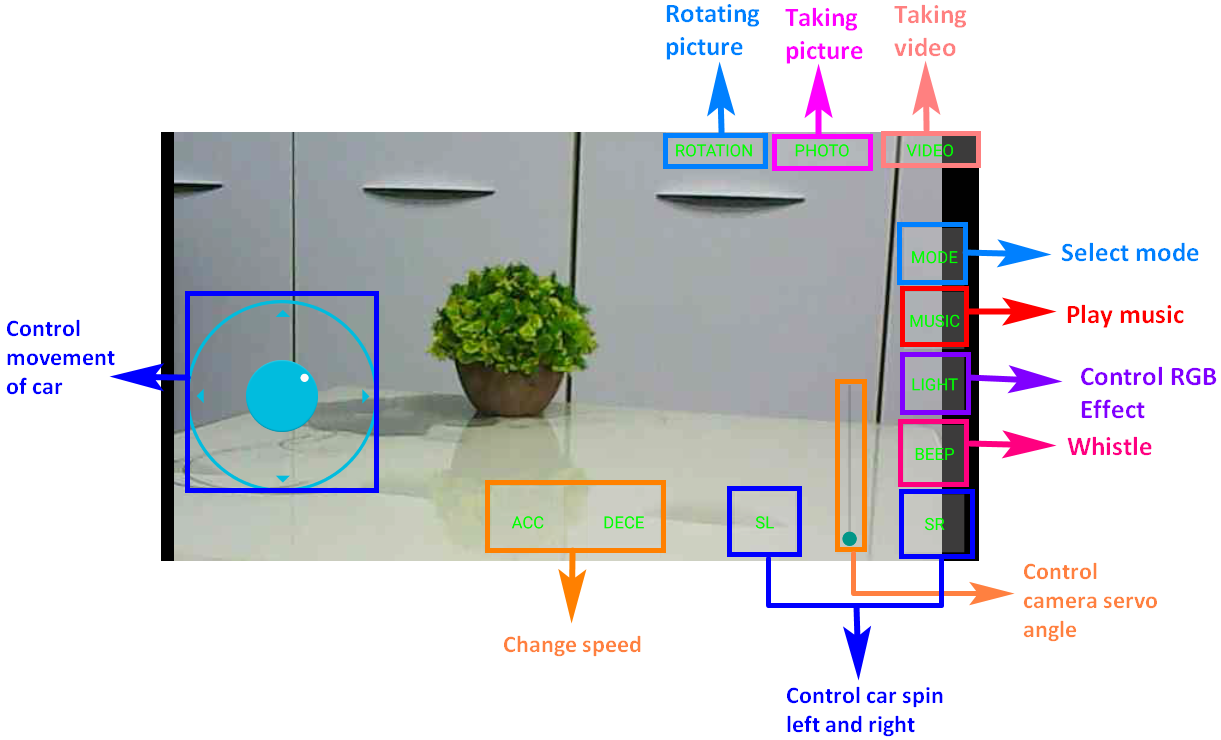 Rotating
picture
Taking
picture
Taking
video
ROTATION
PHOTO
VIDEO
MODE
Select mode
MUSIC
Play music
Control
movement
of car
LIGHT
Control RGB
Effect
BEEP
Whistle
ACC
DECE
SL
SR
Control
camera servo
angle
Change speed
Control car spin
left and right